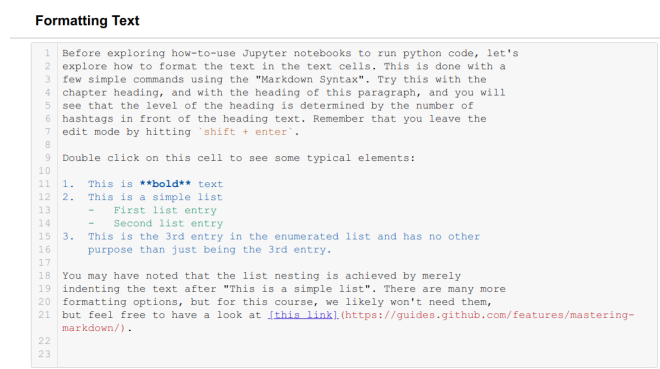 Formatting Text
1 Before exploring how-to-use Jupyter notebooks to run python code, let's
2 explore how to format the text in the text cells. This is done with a
3 few simple commands using the "Markdown Syntax". Try this with the
4 chapter heading, and with the heading of this paragraph, and you will
5 see that the level of the heading is determined by the number of
6 hashtags in front of the heading text. Remember that you leave the
7 edit mode by hitting `shift + enter`.
8
9 Double click on this cell to see some typical elements:
10
11 1. This is **bold** text
12 2. This is a simple list
13 - First list entry
14 - Second list entry
15 3. This is the 3rd entry in the enumerated list and has no other
16 purpose than just being the 3rd entry.
17
18 You may have noted that the list nesting is achieved by merely
19 indenting the text after "This is a simple list". There are many more
20 formatting options, but for this course, we likely won't need them,
21 but feel free to have a look at [this link](https://guides.github.com/features/mastering-
markdown/).
22
23